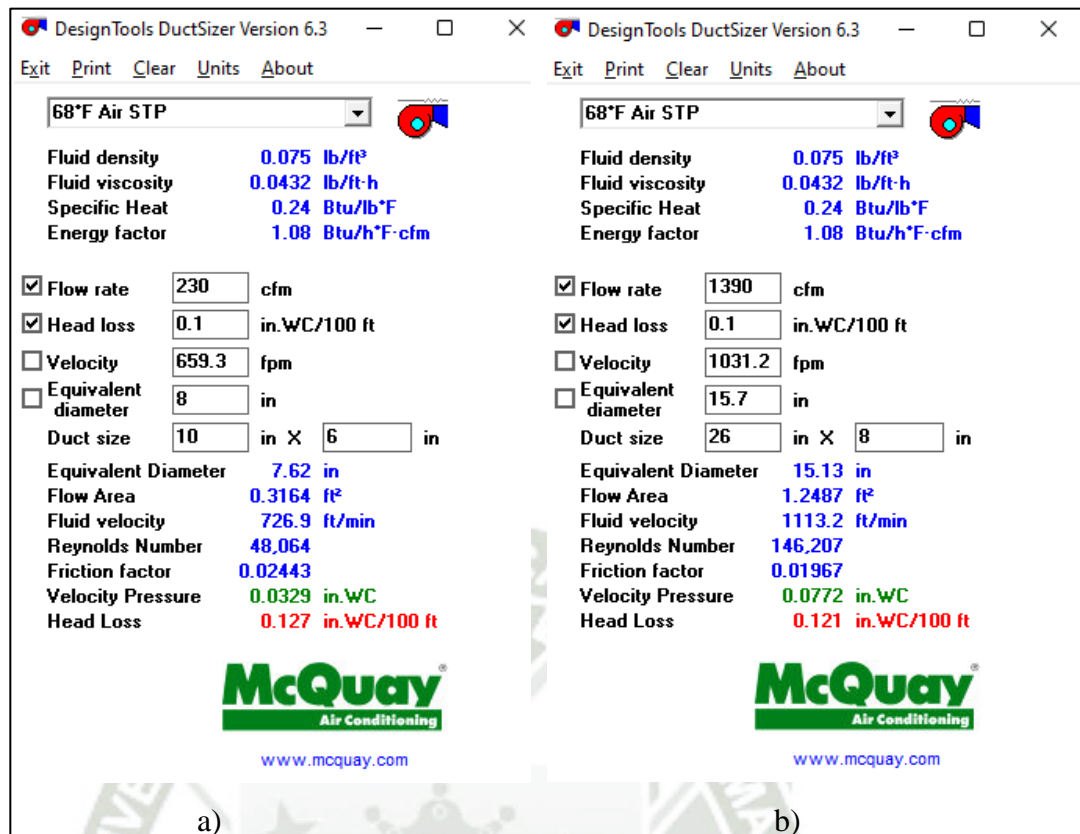 DesignTools DuctSizer Version 6.3
Exit Print Clear Units About
68*F Air STP
Fluid density 0.075 lb/ft³
Fluid viscosity 0.0432 lb/ft·h
Specific Heat 0.24 Btu/lb*F
Energy factor 1.08 Btu/h*F·cfm
Flow rate 230 cfm
Head loss 0.1 in.WC/100 ft
Velocity 659.3 fpm
Equivalent
diameter 8 in
Duct size 10 in X 6 in
Equivalent Diameter 7.62 in
Flow Area 0.3164 ft²
Fluid velocity 726.9 ft/min
Reynolds Number 48,064
Friction factor 0.02443
Velocity Pressure 0.0329 in.WC
Head Loss 0.127 in.WC/100 ft
McQuay®
Air Conditioning
www.mcquay.com
a)
DesignTools DuctSizer Version 6.3
Exit Print Clear Units About
68*F Air STP
Fluid density 0.075 lb/ft³
Fluid viscosity 0.0432 lb/ft·h
Specific Heat 0.24 Btu/lb*F
Energy factor 1.08 Btu/h*F·cfm
Flow rate 1390 cfm
Head loss 0.1 in.WC/100 ft
Velocity 1031.2 fpm
Equivalent
diameter 15.7 in
Duct size 26 in X 8 in
Equivalent Diameter 15.13 in
Flow Area 1.2487 ft²
Fluid velocity 1113.2 ft/min
Reynolds Number 146,207
Friction factor 0.01967
Velocity Pressure 0.0772 in.WC
Head Loss 0.121 in.WC/100 ft
McQuay®
Air Conditioning
www.mcquay.com
b)